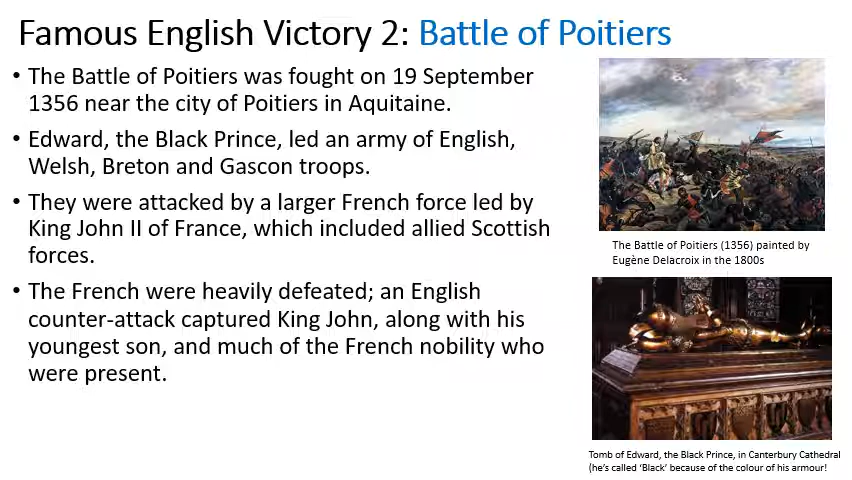 Famous English Victory 2: Battle of Poitiers
• The Battle of Poitiers was fought on 19 September
1356 near the city of Poitiers in Aquitaine.
• Edward, the Black Prince, led an army of English,
Welsh, Breton and Gascon troops.
• They were attacked by a larger French force led by
King John II of France, which included allied Scottish
forces.
• The French were heavily defeated; an English
counter-attack captured King John, along with his
youngest son, and much of the French nobility who
were present.
The Battle of Poitiers (1356) painted by
Eugène Delacroix in the 1800s
Tomb of Edward, the Black Prince, in Canterbury Cathedral
(he's called ‘Black’ because of the colour of his armour!